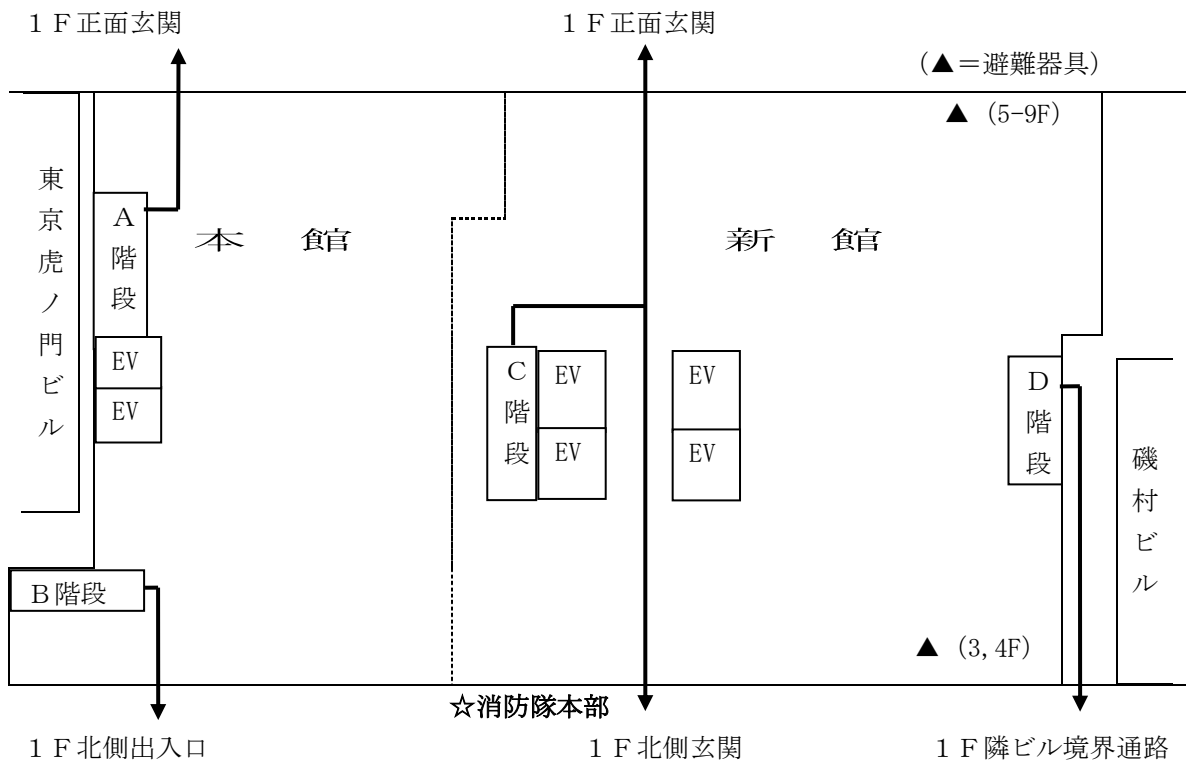 １Ｆ正面玄関
１Ｆ正面玄関
（▲＝避難器具）
▲ (5-9F)
東京虎ノ門ビル
Ａ階段
本 館
新 館
EV
EV
Ｃ階段
EV
EV
EV
EV
Ｄ階段
磯村ビル
Ｂ階段
▲ (3,4F)
☆消防隊本部
１Ｆ北側出入口
１Ｆ北側玄関
１Ｆ隣ビル境界通路